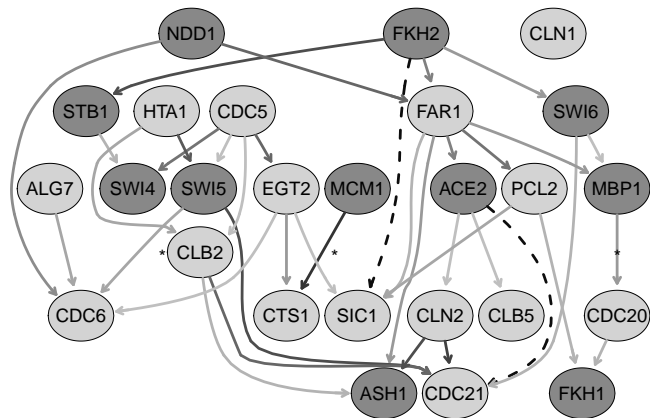 NDD1 FKH2 CLN1
STB1 HTA1 CDC5 FAR1 SWI6
ALG7 SWI4 SWI5 EGT2 MCM1 ACE2 PCL2 MBP1
* CLB2 * *
CDC6 CTS1 SIC1 CLN2 CLB5 CDC20
ASH1 CDC21 FKH1